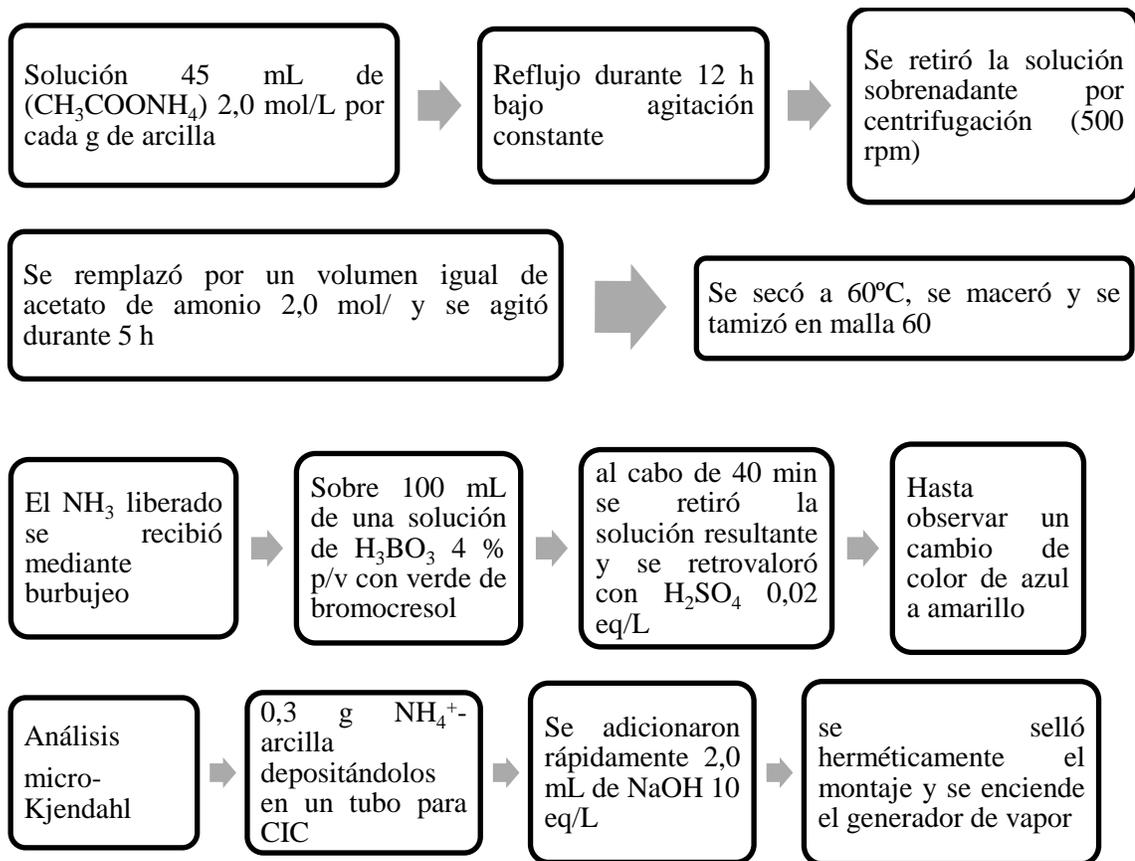 Solución 45 mL de
(CH₃COONH₄) 2,0 mol/L por
cada g de arcilla
Reflujo durante 12 h
bajo agitación
constante
Se retiró la solución
sobrenadante por
centrifugación (500
rpm)
Se remplazó por un volumen igual de
acetato de amonio 2,0 mol/ y se agitó
durante 5 h
Se secó a 60ºC, se maceró y se
tamizó en malla 60
El NH₃ liberado
se recibió
mediante
burbujeo
Sobre 100 mL
de una solución
de H₃BO₃ 4 %
p/v con verde de
bromocresol
al cabo de 40 min
se retiró la
solución resultante
y se retrovaloró
con H₂SO₄ 0,02
eq/L
Hasta
observar un
cambio de
color de azul
a amarillo
Análisis
micro-
Kjendahl
0,3 g NH₄⁺-
arcilla
depositándolos
en un tubo para
CIC
Se adicionaron
rápidamente 2,0
mL de NaOH 10
eq/L
se selló
herméticamente el
montaje y se enciende
el generador de vapor